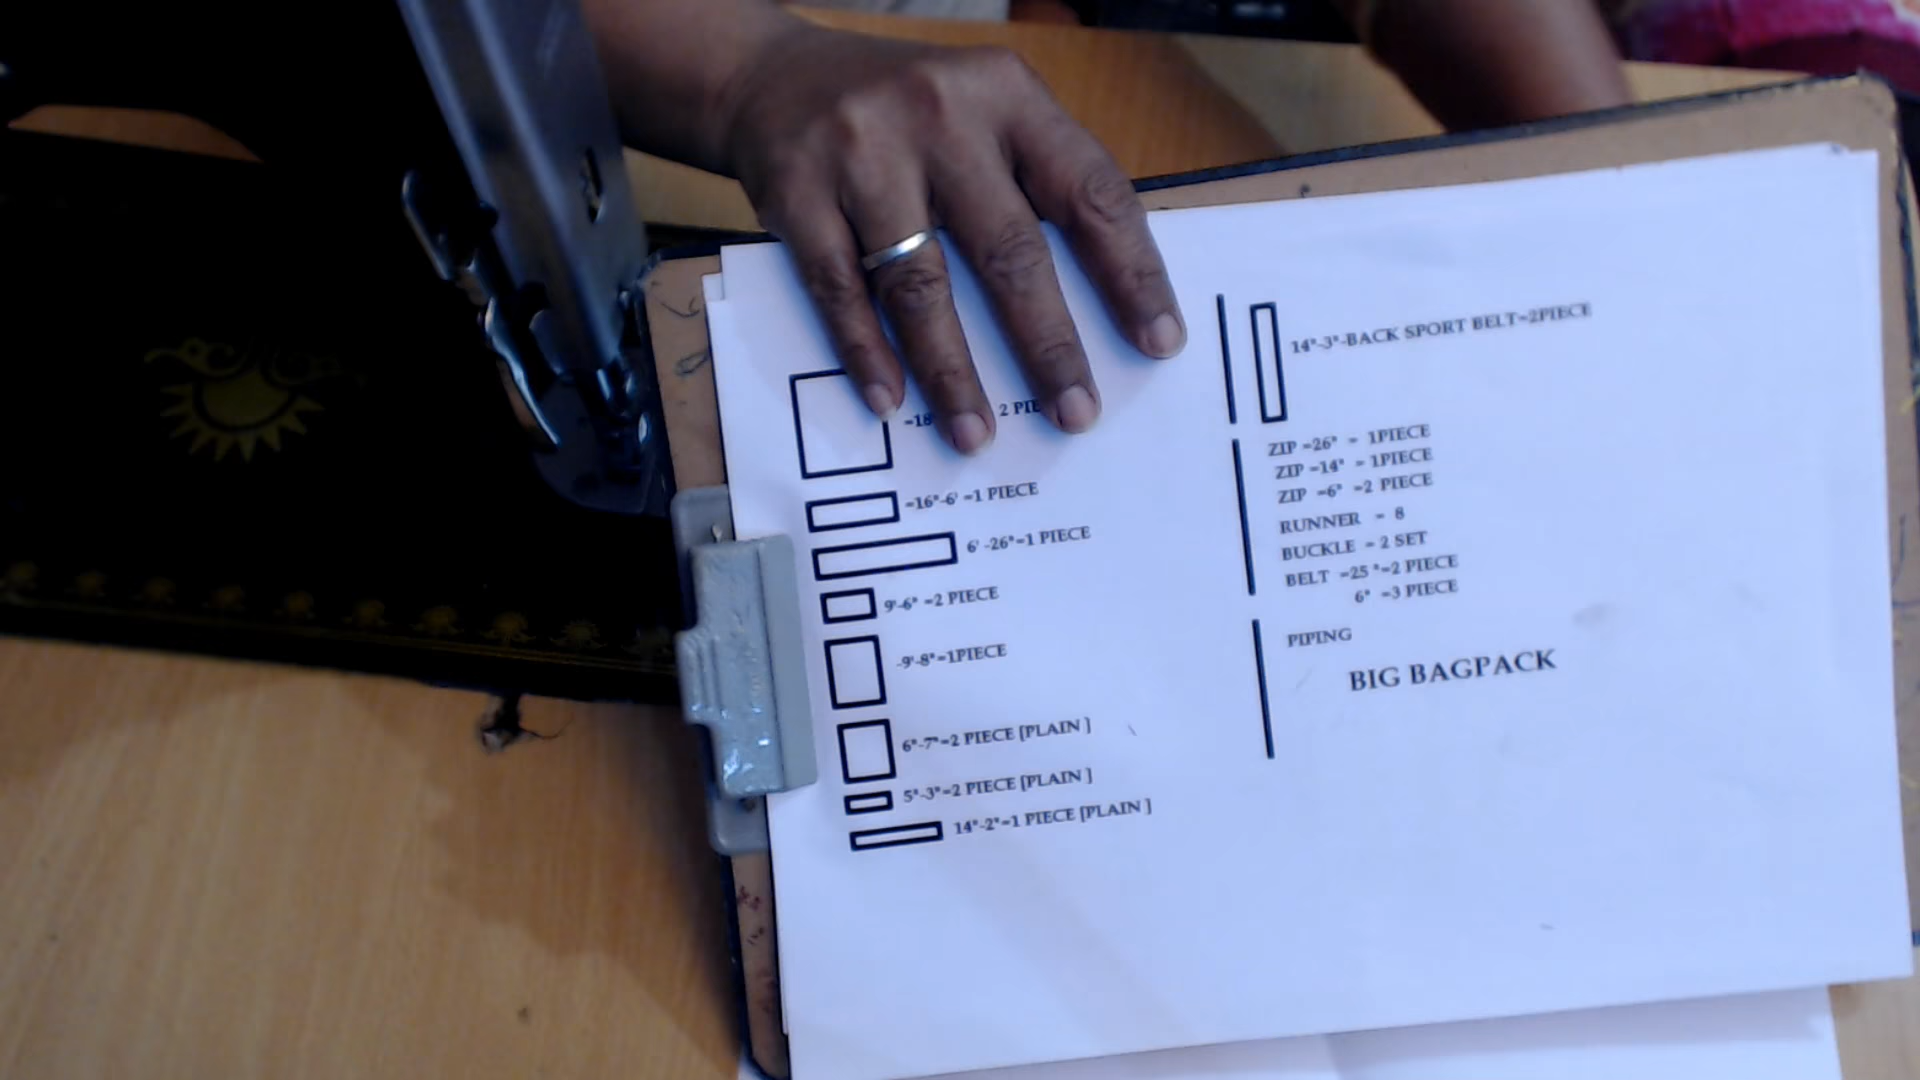 =18 2 PIE
=16"-6' =1 PIECE
6' -26"=1 PIECE
9'-6" =2 PIECE
-9'-8"=1PIECE
6"-7"=2 PIECE [PLAIN ]
5"-3"=2 PIECE [PLAIN ]
14"-2"=1 PIECE [PLAIN ]
14"-3"-BACK SPORT BELT=2PIECE
ZIP =26" = 1PIECE
ZIP =14" = 1PIECE
ZIP =6" =2 PIECE
RUNNER = 8
BUCKLE = 2 SET
BELT =25 "=2 PIECE
6" =3 PIECE
PIPING
BIG BAGPACK